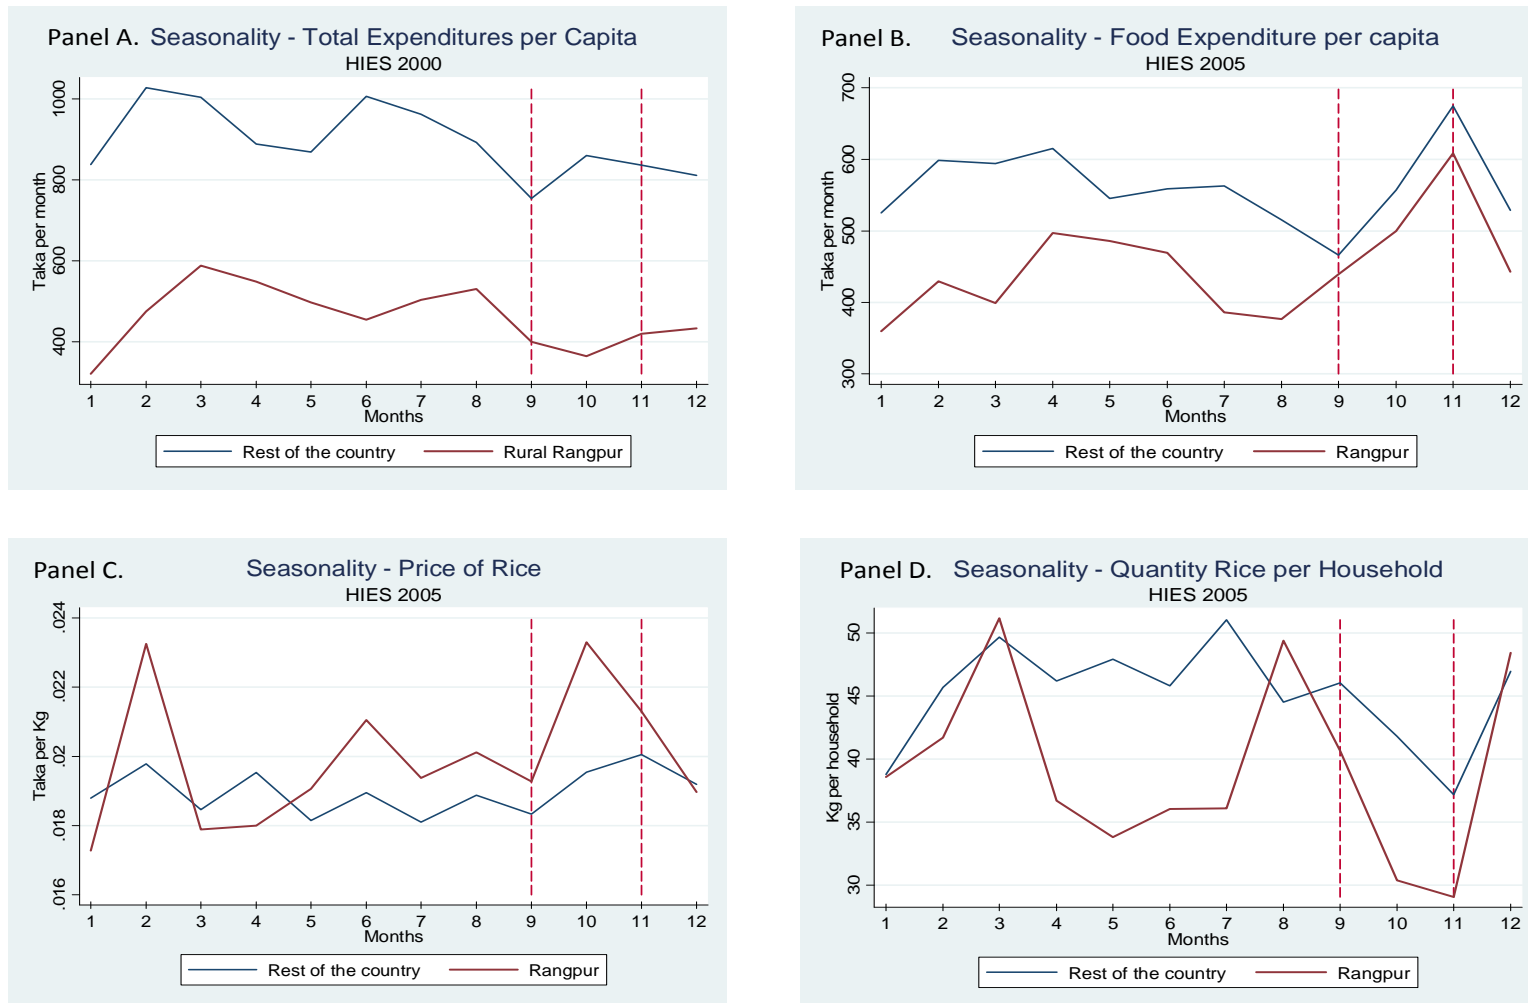 Panel A. Seasonality - Total Expenditures per Capita
HIES 2000
Taka per month
1000
800
600
400
1 2 3 4 5 6 7 8 9 10 11 12
Months
Rest of the country Rural Rangpur
Panel B. Seasonality - Food Expenditure per capita
HIES 2005
Taka per month
700
600
500
400
300
1 2 3 4 5 6 7 8 9 10 11 12
Months
Rest of the country Rangpur
Panel C. Seasonality - Price of Rice
HIES 2005
Taka per Kg
.024
.022
.02
.018
.016
1 2 3 4 5 6 7 8 9 10 11 12
Months
Rest of the country Rangpur
Panel D. Seasonality - Quantity Rice per Household
HIES 2005
Kg per household
50
45
40
35
30
1 2 3 4 5 6 7 8 9 10 11 12
Months
Rest of the country Rangpur